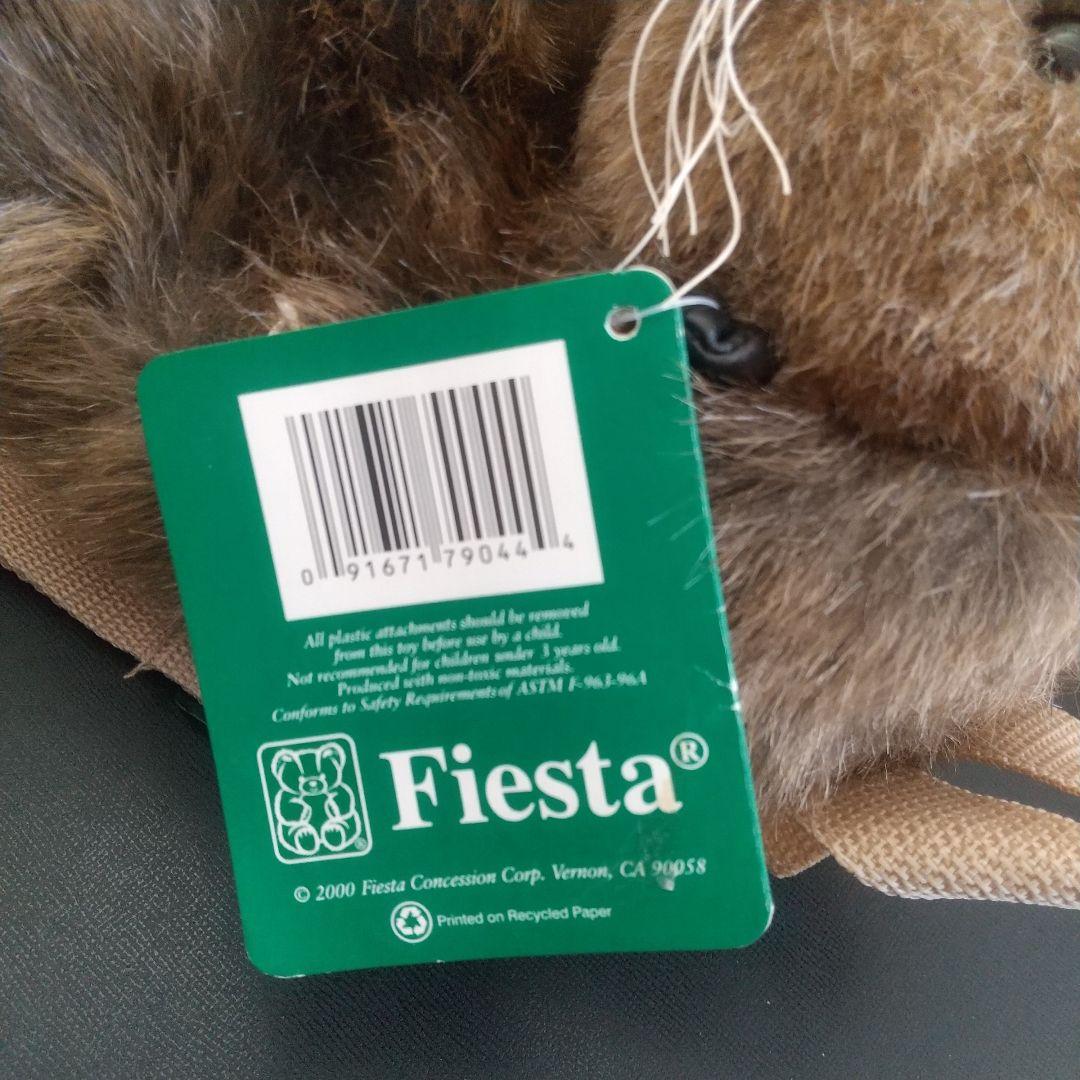 0 91671 79044 4
All plastic attachments should be removed
from this toy before use by a child.
Not recommended for children under 3 years old.
Produced with non-toxic materials.
Conforms to Safety Requirements of ASTM F-963-96A
Fiesta®
®
© 2000 Fiesta Concession Corp. Vernon, CA 90058
Printed on Recycled Paper